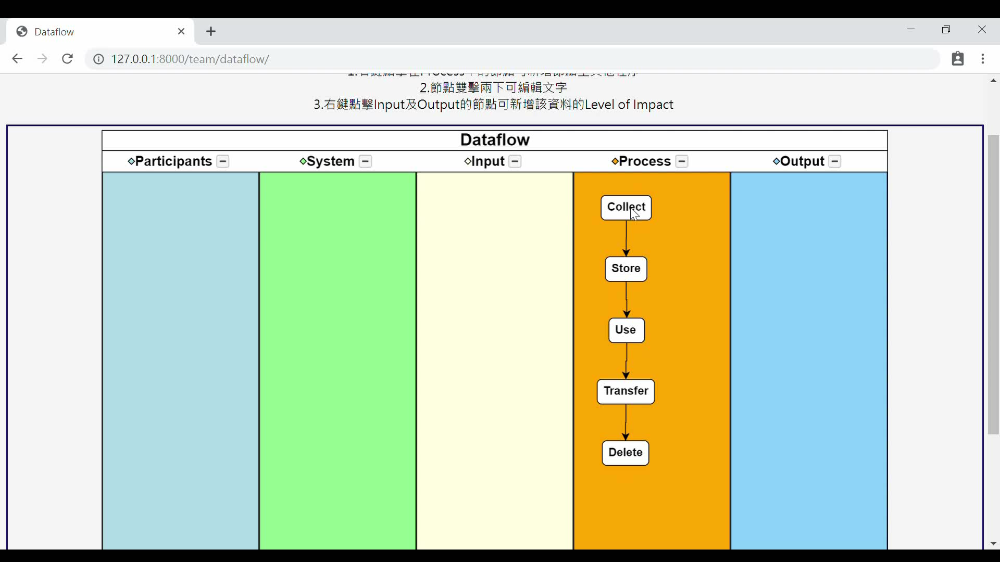 Dataflow
127.0.0.1:8000/team/dataflow/
2.節點雙擊兩下可編輯文字
3.右鍵點擊Input及Output的節點可新增該資料的Level of Impact
Dataflow
Participants System Input Process Output
Collect
Store
Use
Transfer
Delete